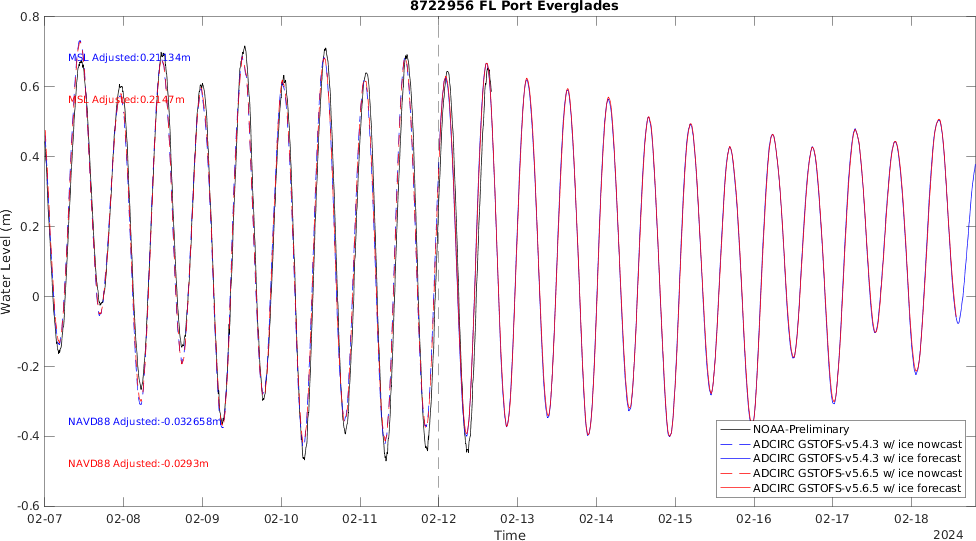 8722956 FL Port Everglades
0.8
0.6
0.4
0.2
0
-0.2
-0.4
-0.6
Water Level (m)
MSL Adjusted:0.21134m
MSL Adjusted:0.2147m
NAVD88 Adjusted:-0.032658m
NAVD88 Adjusted:-0.0293m
NOAA-Preliminary
ADCIRC GSTOFS-v5.4.3 w/ ice nowcast
ADCIRC GSTOFS-v5.4.3 w/ ice forecast
ADCIRC GSTOFS-v5.6.5 w/ ice nowcast
ADCIRC GSTOFS-v5.6.5 w/ ice forecast
02-07 02-08 02-09 02-10 02-11 02-12 02-13 02-14 02-15 02-16 02-17 02-18
Time
2024